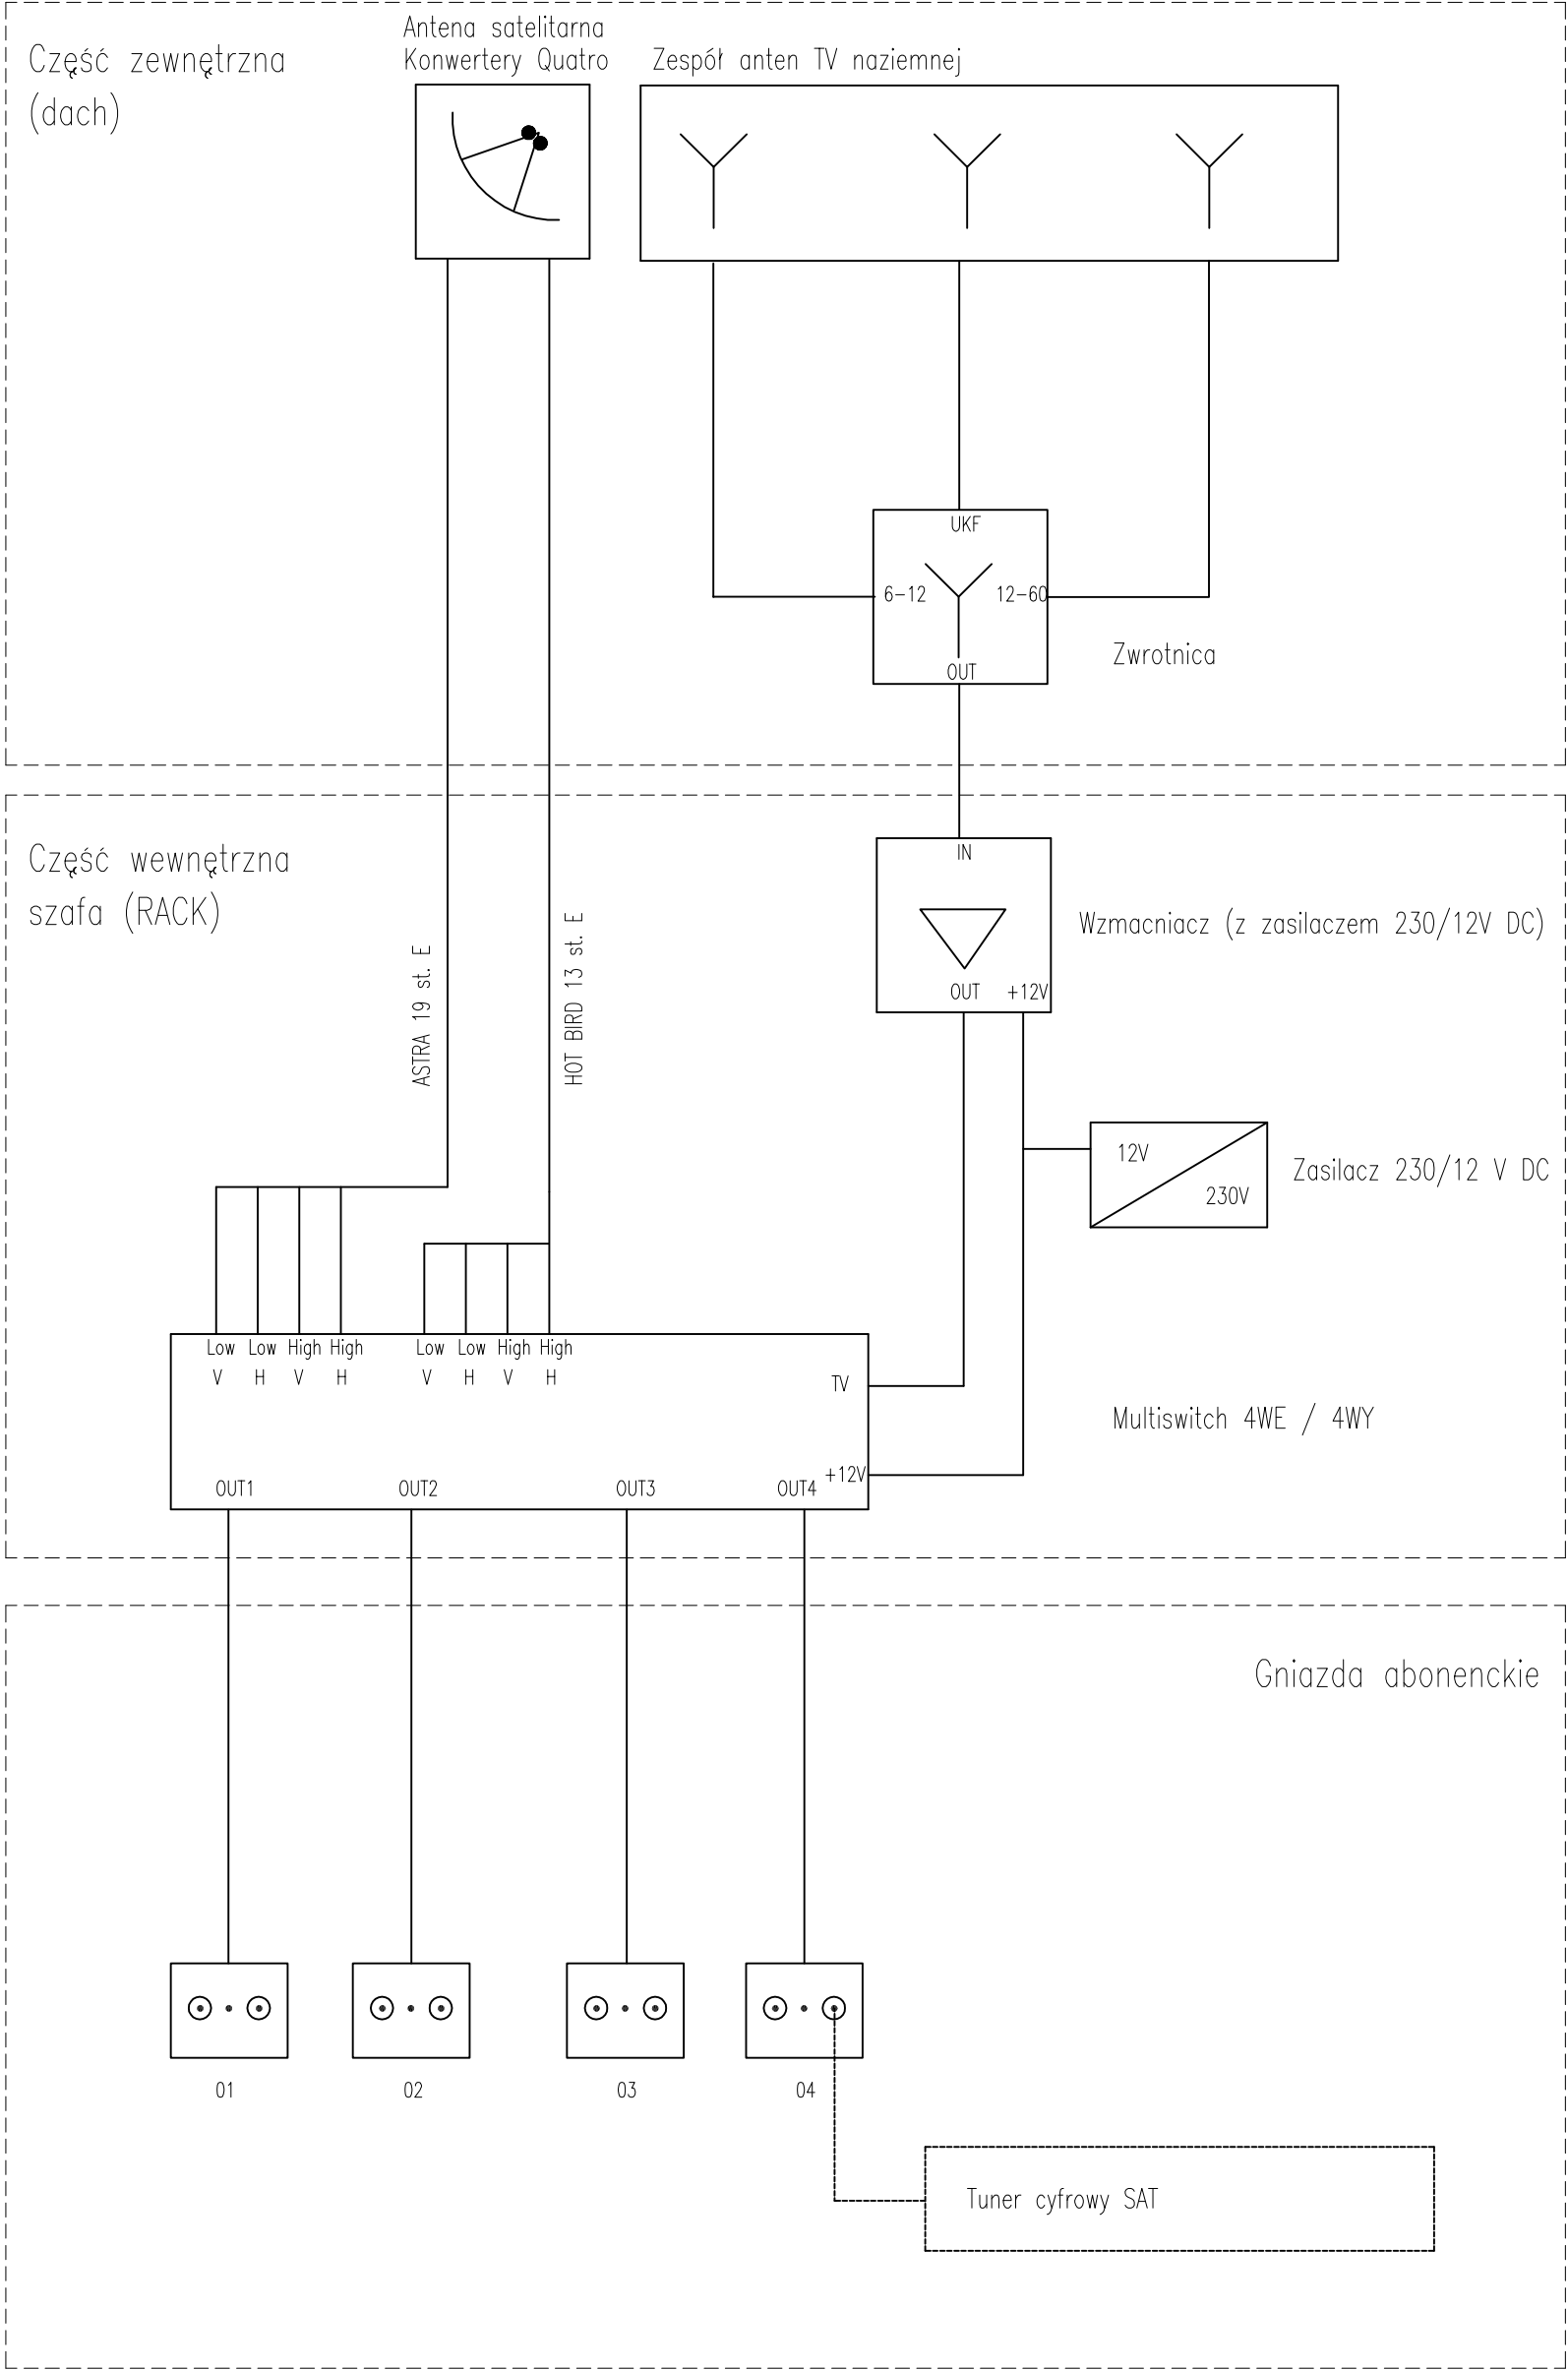 Część zewnętrzna
(dach)
Antena satelitarna
Konwertery Quatro
Zespół anten TV naziemnej
UKF
6-12
12-60
OUT
Zwrotnica
Część wewnętrzna
szafa (RACK)
ASTRA 19 st. E
HOT BIRD 13 st. E
IN
OUT
+12V
Wzmacniacz (z zasilaczem 230/12V DC)
12V
230V
Zasilacz 230/12 V DC
Low Low High High
V H V H
Low Low High High
V H V H
TV
+12V
Multiswitch 4WE / 4WY
OUT1
OUT2
OUT3
OUT4
Gniazda abonenckie
01
02
03
04
Tuner cyfrowy SAT